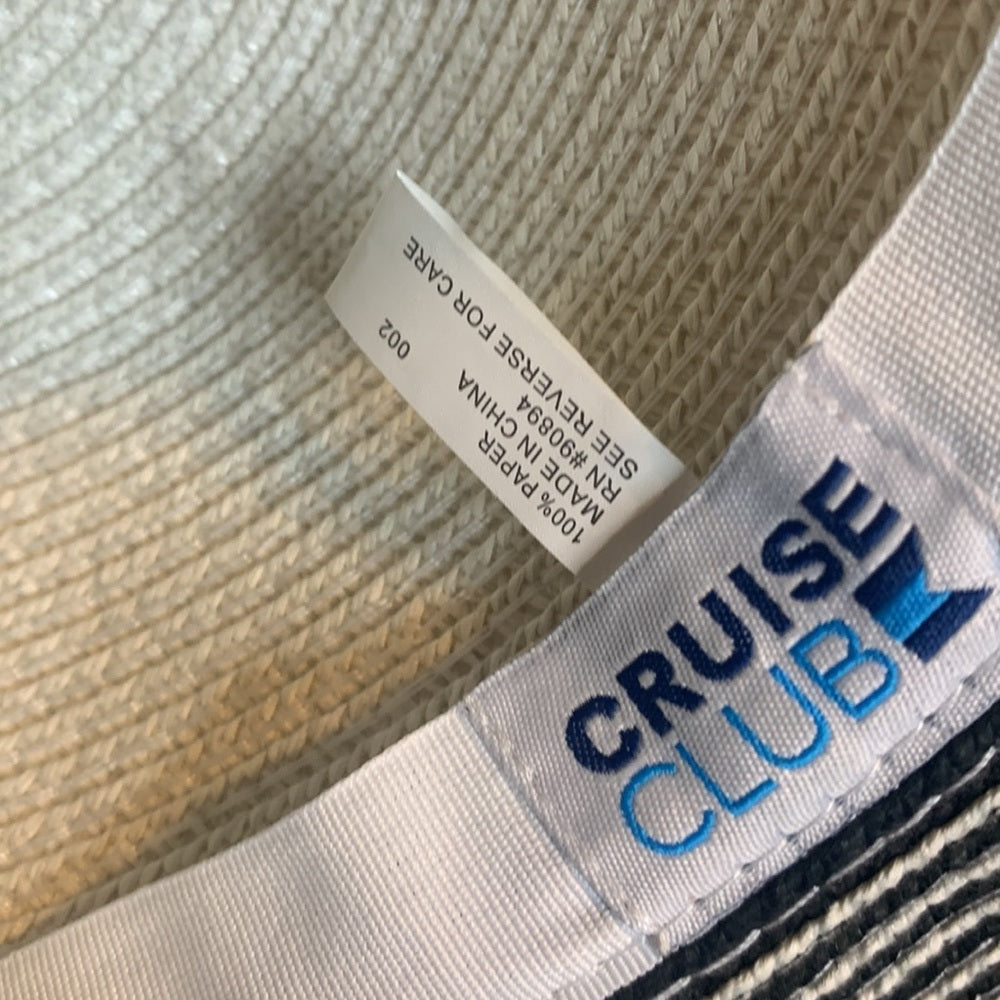 100% PAPER
MADE IN CHINA
RN #90894
SEE REVERSE FOR CARE
002
CRUISE
CLUB